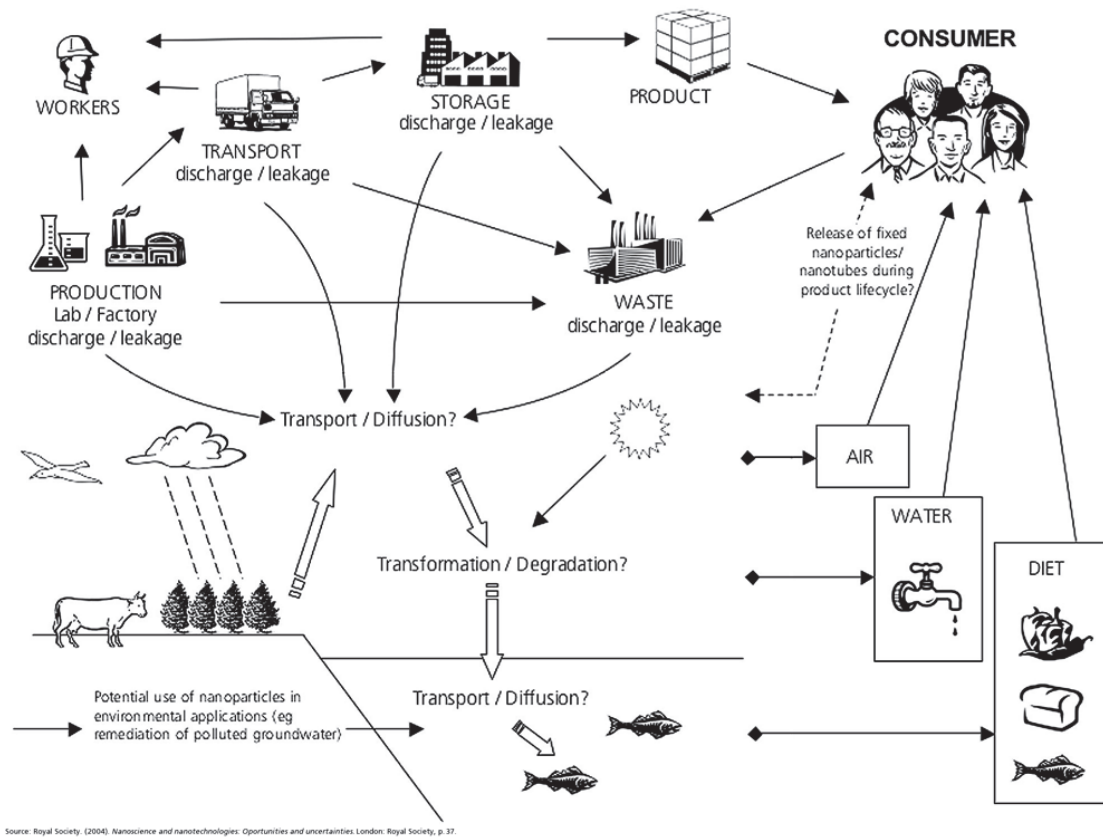 CONSUMER
WORKERS
STORAGE
discharge / leakage
PRODUCT
TRANSPORT
discharge / leakage
PRODUCTION
Lab / Factory
discharge / leakage
WASTE
discharge / leakage
Release of fixed
nanoparticles/
nanotubes during
product lifecycle?
Transport / Diffusion?
AIR
WATER
Transformation / Degradation?
DIET
Potential use of nanoparticles in
environmental applications (eg
remediation of polluted groundwater)
Transport / Diffusion?
Source: Royal Society. (2004). Nanoscience and nanotechnologies: Oportunities and uncertainties. London: Royal Society, p. 37.